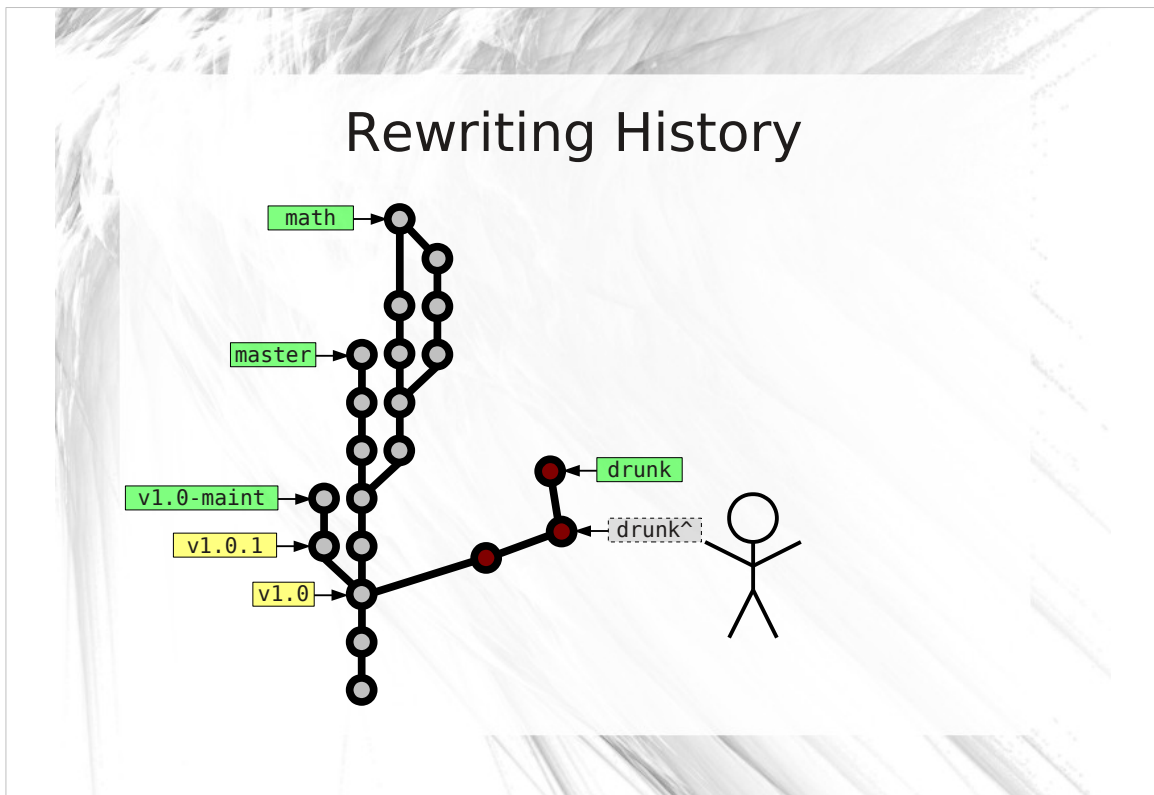 Rewriting History
math
master
drunk
v1.0-maint
drunk^
v1.0.1
v1.0